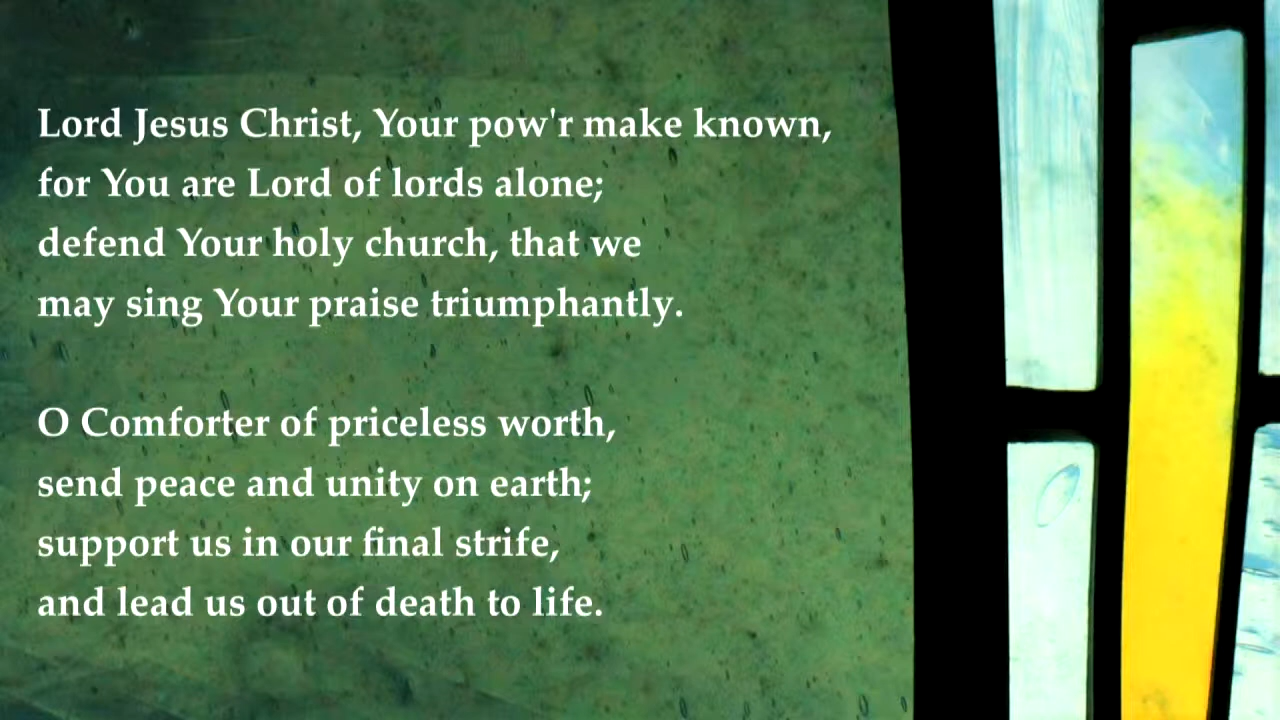 Lord Jesus Christ, Your pow'r make known,
for You are Lord of lords alone;
defend Your holy church, that we
may sing Your praise triumphantly.
O Comforter of priceless worth,
send peace and unity on earth;
support us in our final strife,
and lead us out of death to life.